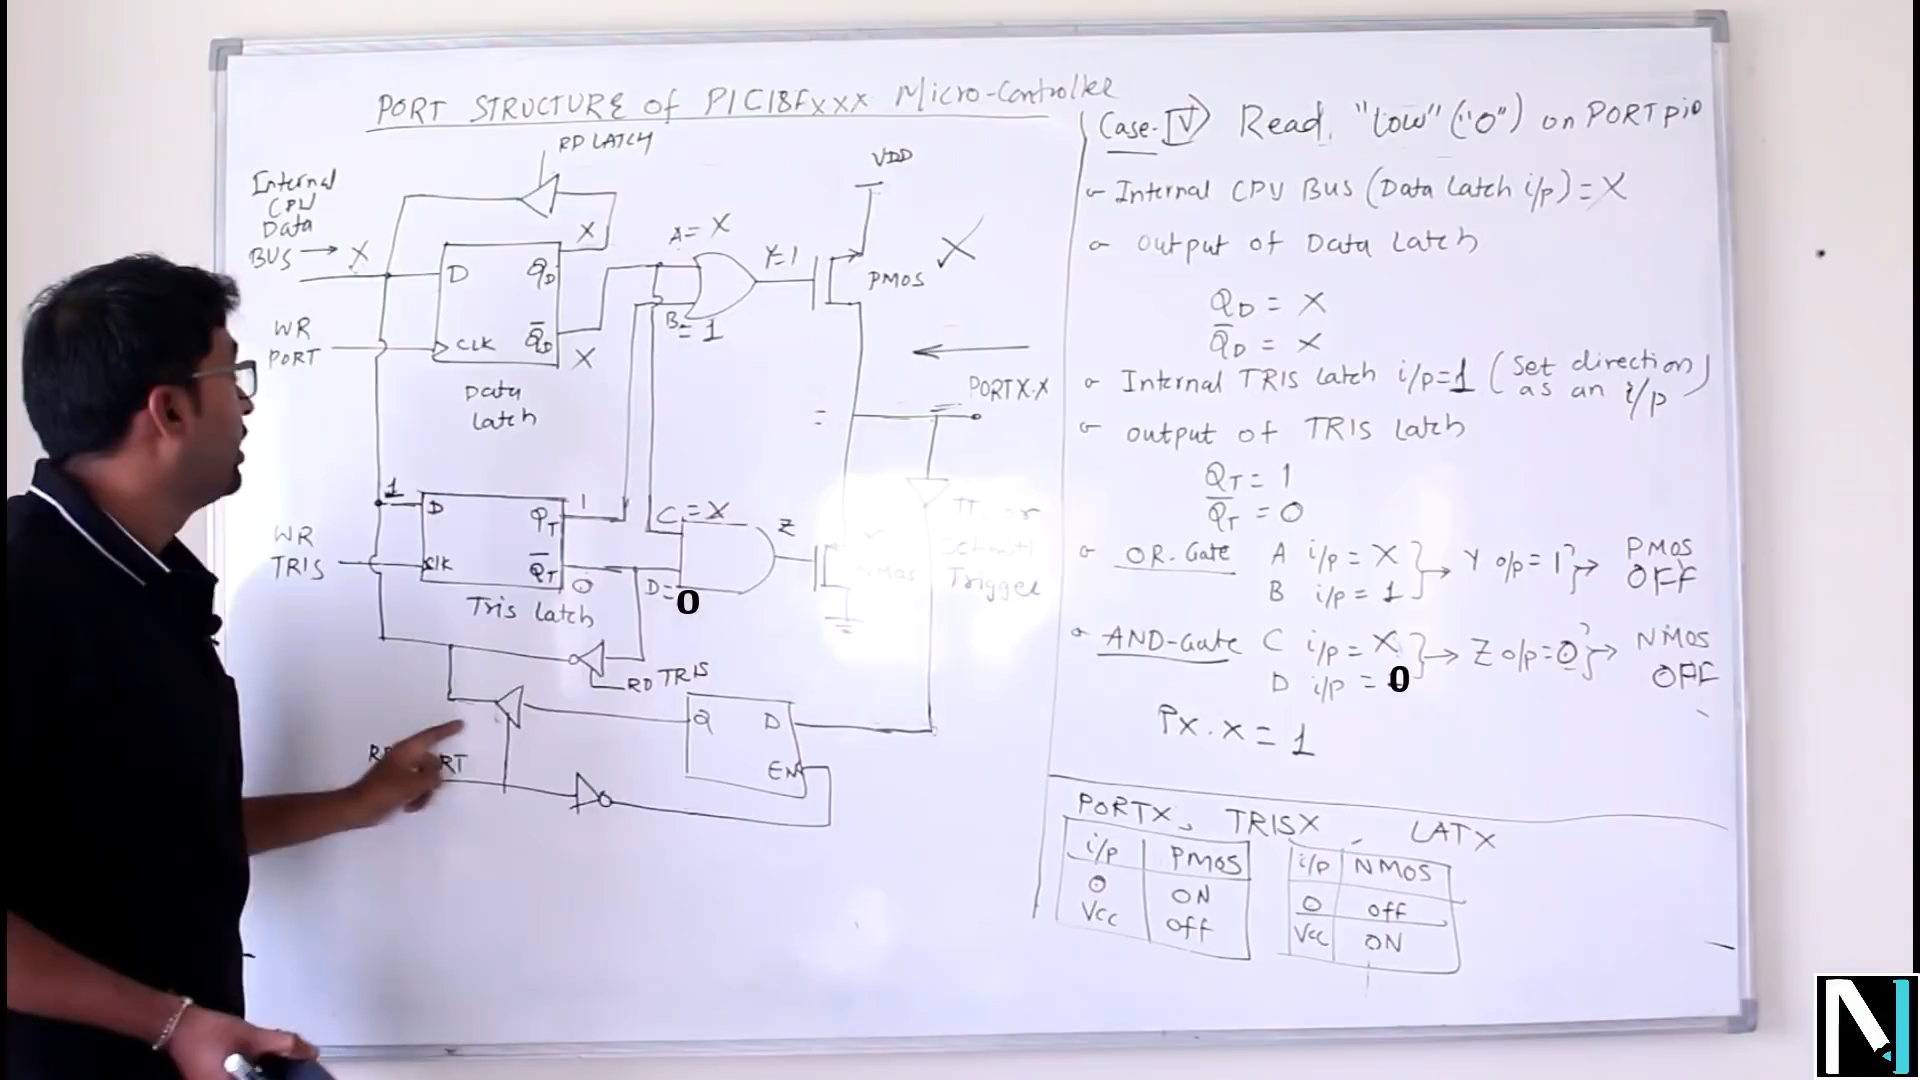 PORT STRUCTURE of PIC18FXXX Micro-Controller
RD LATCH
Internal
CPU
Data
BUS → X
WR
PORT
D QD
CLK Q̅D
X
X
Data
Latch
A= X
B= 1
Y=1
VDD
PMOS
X
PORTX.X
=
WR
TRIS
1
D QT
Clk Q̅T
1
0
Tris latch
C = X
D= 0
Z
NMOS
TTL or
Schmitt
Trigger
RD TRIS
Q D
EN
Case-IV Read "Low" ("0") on PORT pin
Internal CPU BUS (Data Latch i/p) = X
output of Data Latch
QD = X
Q̅D = X
Internal TRIS Latch i/p=1 (Set direction
as an i/p)
output of TRIS Latch
QT = 1
Q̅T = 0
OR-Gate A i/p = X } → Y o/p = 1 } → PMOS
B i/p = 1 OFF
AND-Gate C i/p = X } → Z o/p = 0 } → NMOS
D i/p = 0 OFF
PX.X = 1
PORTX, TRISX, LATX
i/p PMOS
0 ON
Vcc Off
i/p NMOS
0 off
Vcc ON
N